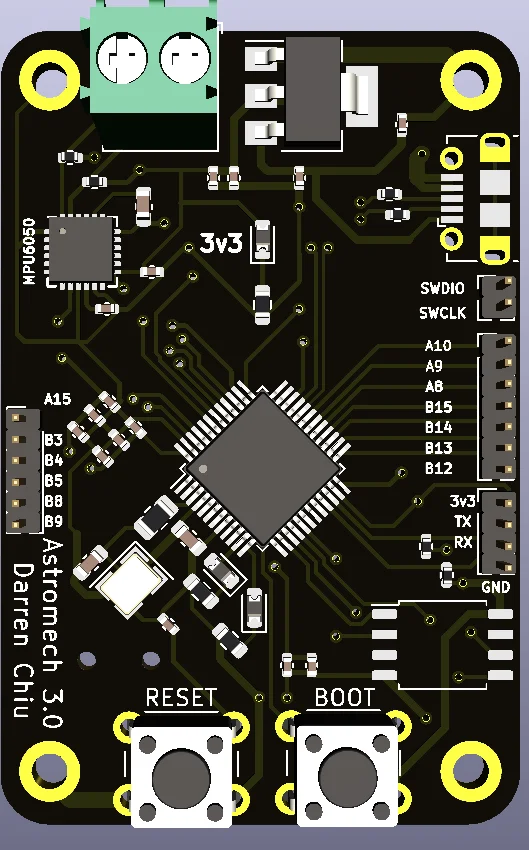 3v3
MPU6050
SWDIO
SWCLK
A10
A9
A8
B15
B14
B13
B12
A15
B3
B4
B5
B8
B9
3v3
TX
RX
GND
Astromech 3.0
Darren Chiu
RESET
BOOT